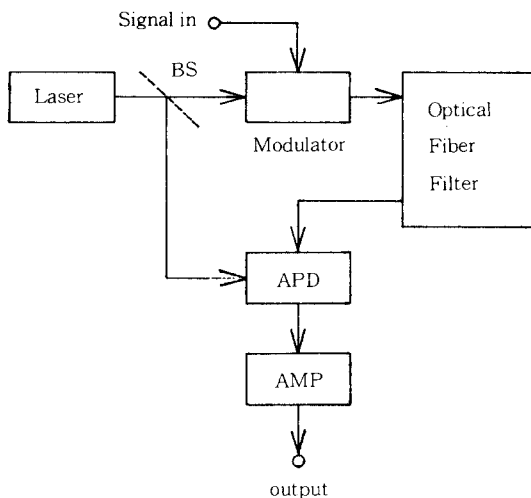 Signal in
BS
Laser
Modulator
Optical
Fiber
Filter
APD
AMP
output